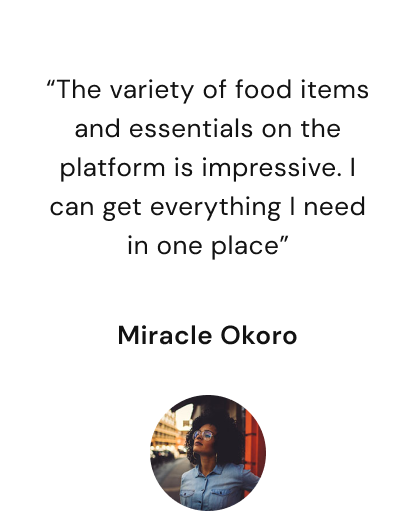 “The variety of food items
and essentials on the
platform is impressive. I
can get everything I need
in one place”
Miracle Okoro